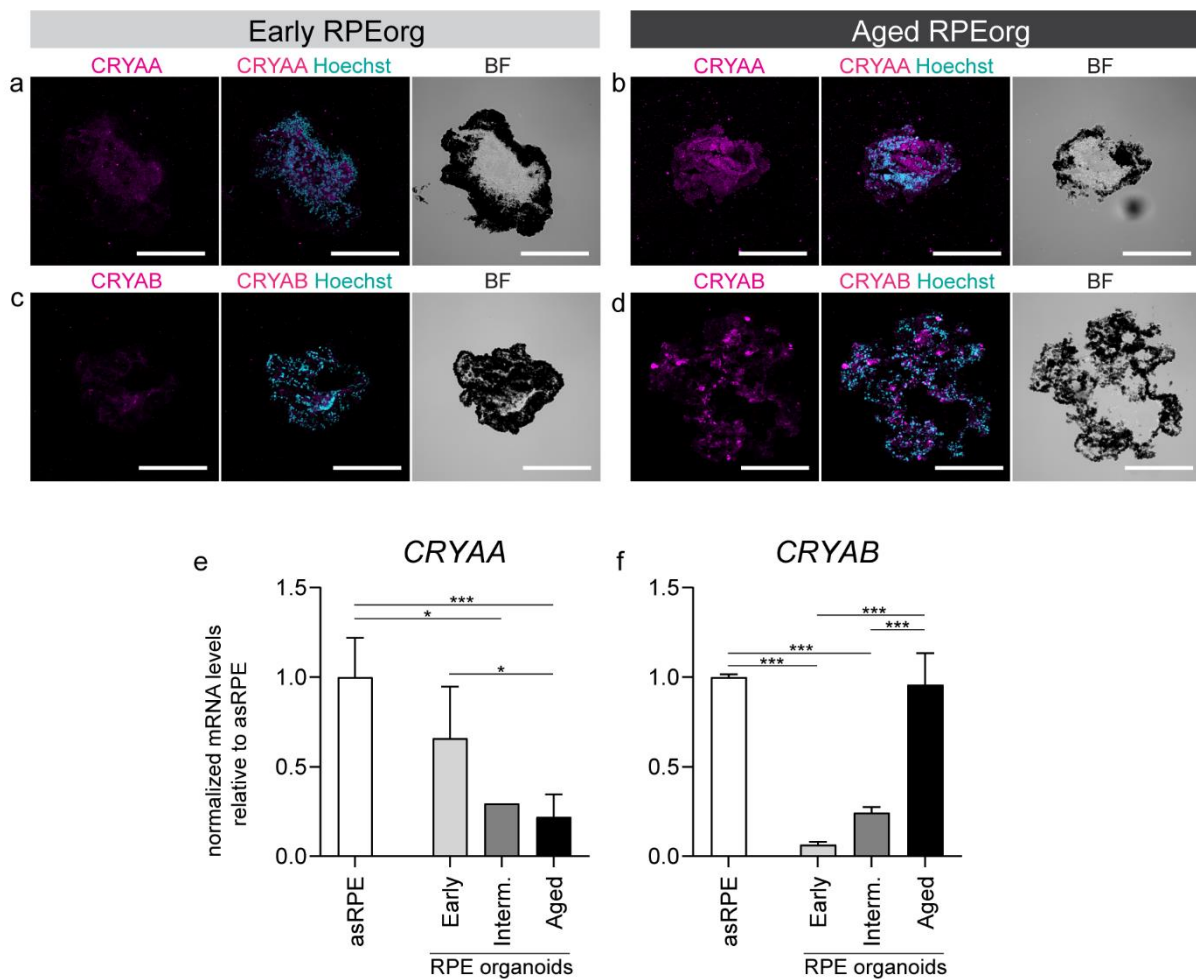 Early RPEorg
Aged RPEorg
a
CRYAA
CRYAA Hoechst
BF
b
CRYAA
CRYAA Hoechst
BF
c
CRYAB
CRYAB Hoechst
BF
d
CRYAB
CRYAB Hoechst
BF
e
CRYAA
normalized mRNA levels
relative to asRPE
1.5
1.0
0.5
0.0
***
*
*
asRPE
Early
Interm.
Aged
RPE organoids
f
CRYAB
1.5
1.0
0.5
0.0
***
***
***
***
asRPE
Early
Interm.
Aged
RPE organoids